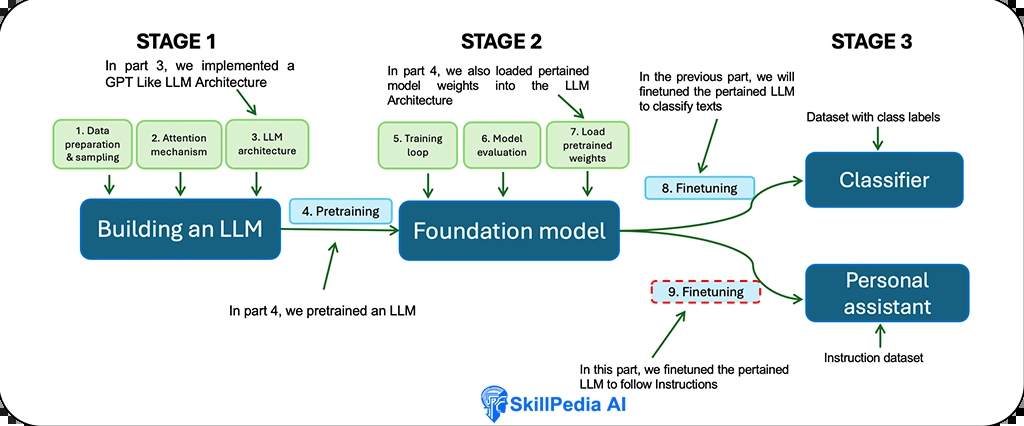 STAGE 1
In part 3, we implemented a
GPT Like LLM Architecture
1. Data
preparation
& sampling
2. Attention
mechanism
3. LLM
architecture
Building an LLM
4. Pretraining
In part 4, we pretrained an LLM
STAGE 2
In part 4, we also loaded pertained
model weights into the LLM
Architecture
5. Training
loop
6. Model
evaluation
7. Load
pretrained
weights
Foundation model
STAGE 3
In the previous part, we will
finetuned the pertained LLM
to classify texts
8. Finetuning
Dataset with class labels
Classifier
9. Finetuning
In this part, we finetuned the pertained
LLM to follow Instructions
Personal
assistant
Instruction dataset
SkillPedia AI